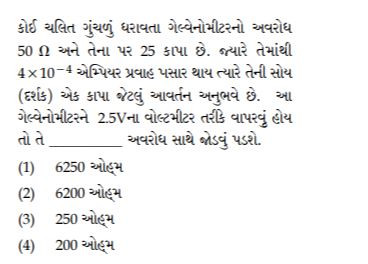 કોઈ ચલિત ગુંચળું ધરાવતા ગેલ્વેનોમીટરનો અવરોધ
50 Ω અને તેના પર 25 કાપા છે. જ્યારે તેમાંથી
4×10⁻⁴ એમ્પિયર પ્રવાહ પસાર થાય ત્યારે તેની સોય
(દર્શક) એક કાપા જેટલું આવર્તન અનુભવે છે. આ
ગેલ્વેનોમીટરને 2.5Vના વોલ્ટમીટર તરીકે વાપરવું હોય
તો તે __________ અવરોધ સાથે જોડવું પડશે.
(1) 6250 ઓહ્મ
(2) 6200 ઓહ્મ
(3) 250 ઓહ્મ
(4) 200 ઓહ્મ